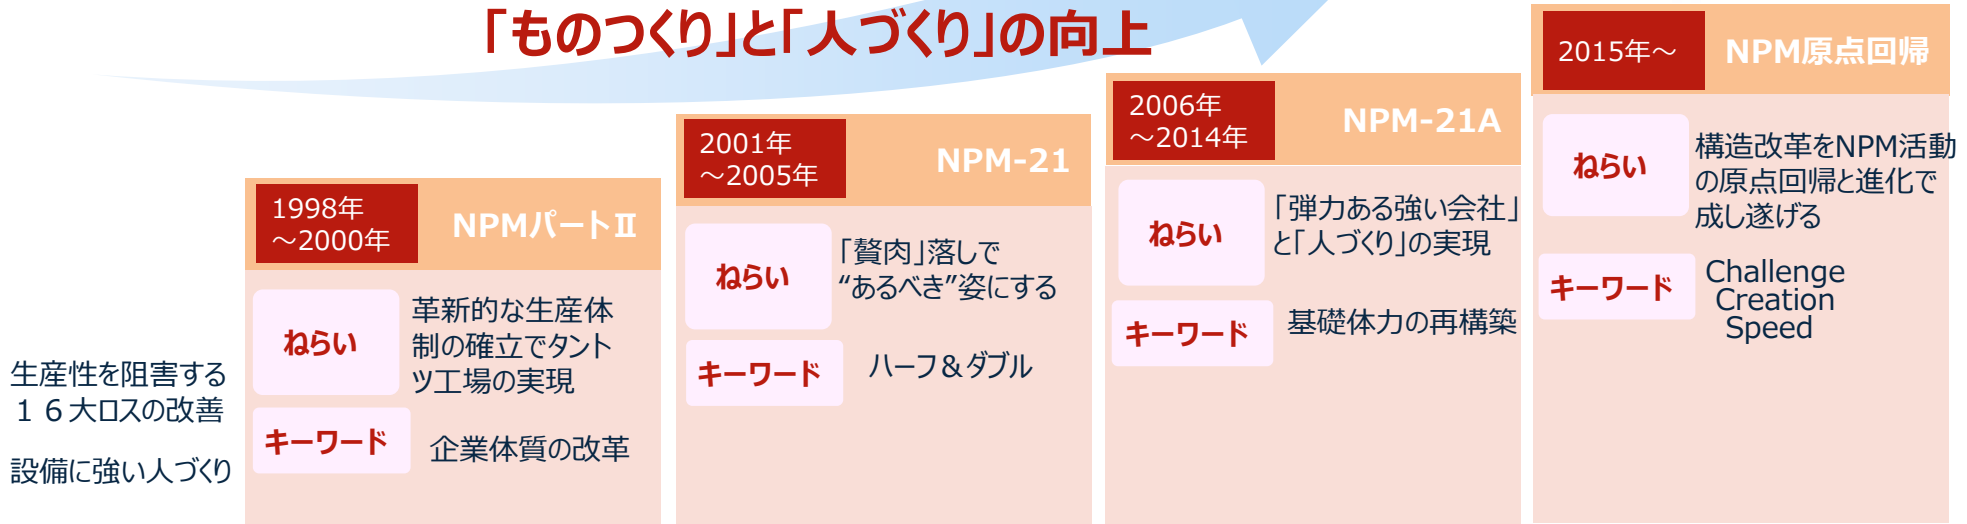 「ものつくり」と「人づくり」の向上
生産性を阻害する
１６大ロスの改善
設備に強い人づくり
1998年
～2000年
NPMパートⅡ
ねらい
革新的な生産体
制の確立でタント
ツ工場の実現
キーワード
企業体質の改革
2001年
～2005年
NPM-21
ねらい
「贅肉」落しで
“あるべき”姿にする
キーワード
ハーフ＆ダブル
2006年
～2014年
NPM-21A
ねらい
「弾力ある強い会社」
と「人づくり」の実現
キーワード
基礎体力の再構築
2015年～
NPM原点回帰
ねらい
構造改革をNPM活動
の原点回帰と進化で
成し遂げる
キーワード
Challenge
Creation
Speed